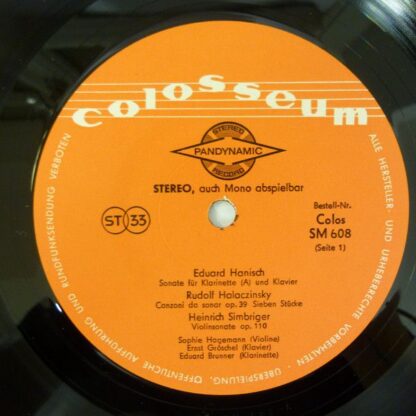 colosseum
STEREO
PANDYNAMIC
RECORD
STEREO, auch Mono abspielbar
ST 33
Bestell-Nr.
Colos
SM 608
(Seite 1)
Eduard Hanisch
Sonate für Klarinette (A) und Klavier
Rudolf Halaczinsky
Canzoni da sonar op. 39 Sieben Stücke
Heinrich Simbriger
Violinsonate op. 110
Sophie Hagemann (Violine)
Ernst Gröschel (Klavier)
Eduard Brunner (Klarinette)
ALLE HERSTELLER- UND URHEBERRECHTE VORBEHALTEN - ÜBERSPIELUNG, ÖFFENTLICHE AUFFÜHRUNG UND RUNDFUNKSENDUNG VERBOTEN